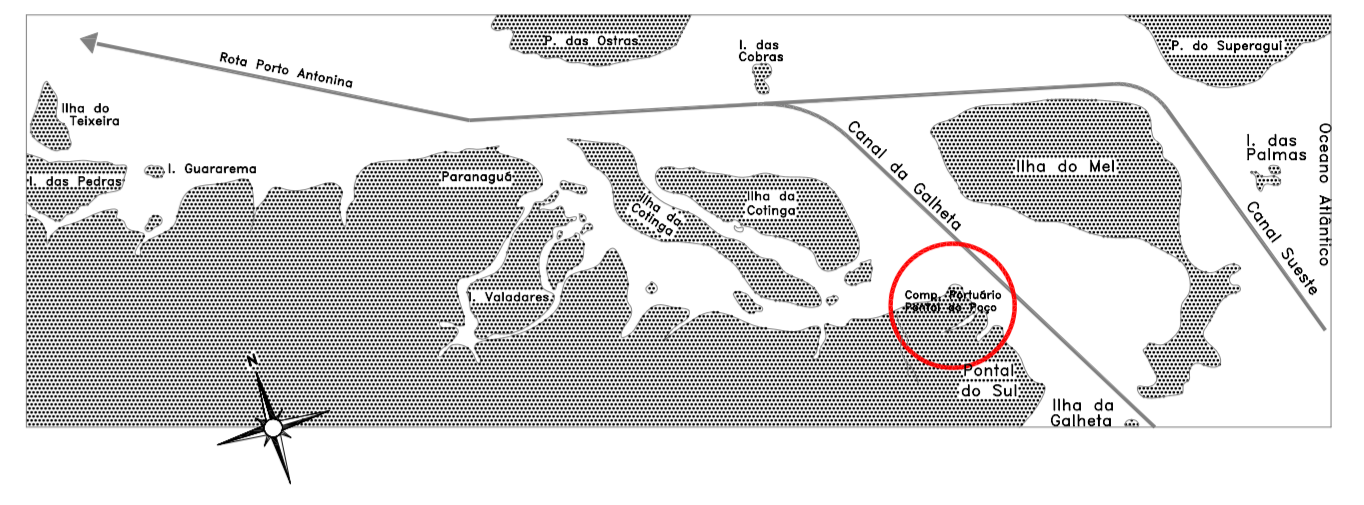 P. das Ostras
I. das
Cobras
P. do Superagui
Rota Porto Antonina
Ilha do
Teixeira
Canal da Galheta
Ilha do Mel
I. das
Palmas
Oceano Atlântico
I. das Pedras
I. Guararema
Paranaguá
Ilha da
Cotinga
Ilha da
Cotinga
Canal Sueste
I. Valadares
Comp. Portuário
Pontal do Poço
Pontal
do Sul
Ilha da
Galheta
N